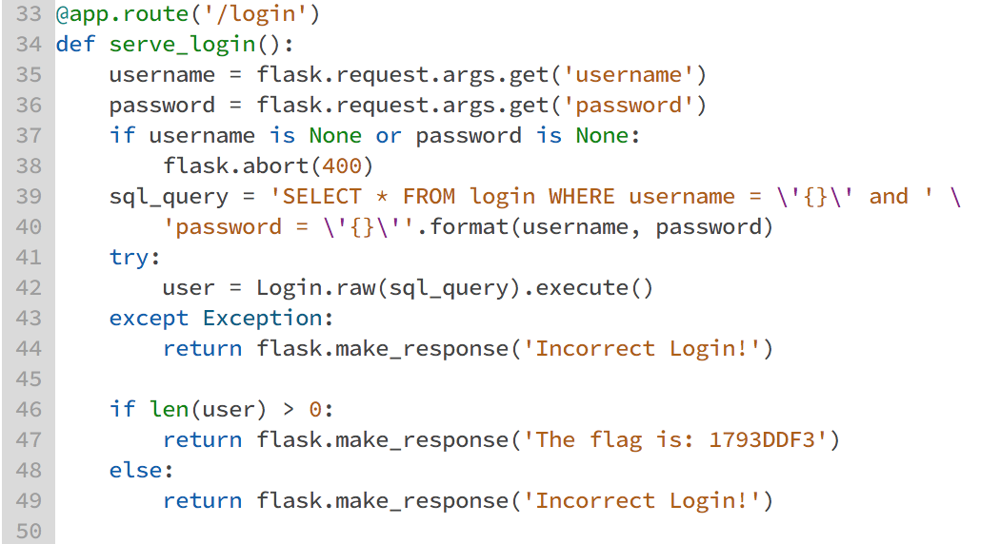 33 @app.route('/login')
34 def serve_login():
35     username = flask.request.args.get('username')
36     password = flask.request.args.get('password')
37     if username is None or password is None:
38         flask.abort(400)
39     sql_query = 'SELECT * FROM login WHERE username = \'{}\' and ' \
40         'password = \'{}\''.format(username, password)
41     try:
42         user = Login.raw(sql_query).execute()
43     except Exception:
44         return flask.make_response('Incorrect Login!')
45
46     if len(user) > 0:
47         return flask.make_response('The flag is: 1793DDF3')
48     else:
49         return flask.make_response('Incorrect Login!')
50